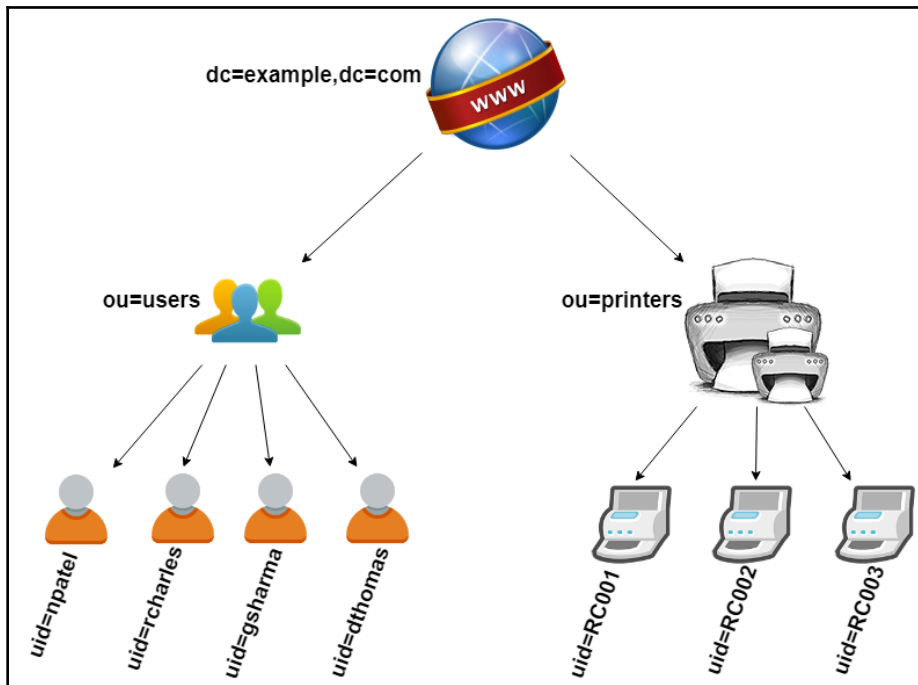 dc=example,dc=com
www
ou=users
ou=printers
uid=npatel
uid=rcharles
uid=gsharma
uid=dthomas
uid=RC001
uid=RC002
uid=RC003